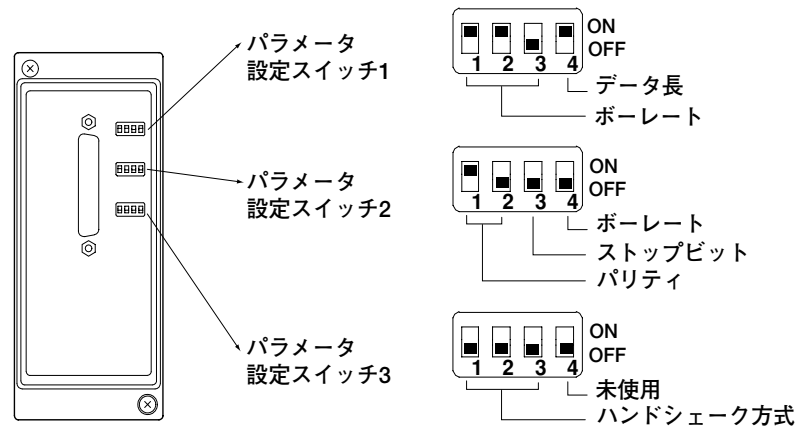 パラメータ
設定スイッチ1
ON
OFF
1 2 3 4
データ長
ボーレート
パラメータ
設定スイッチ2
ON
OFF
1 2 3 4
ボーレート
ストップビット
パリティ
パラメータ
設定スイッチ3
ON
OFF
1 2 3 4
未使用
ハンドシェーク方式